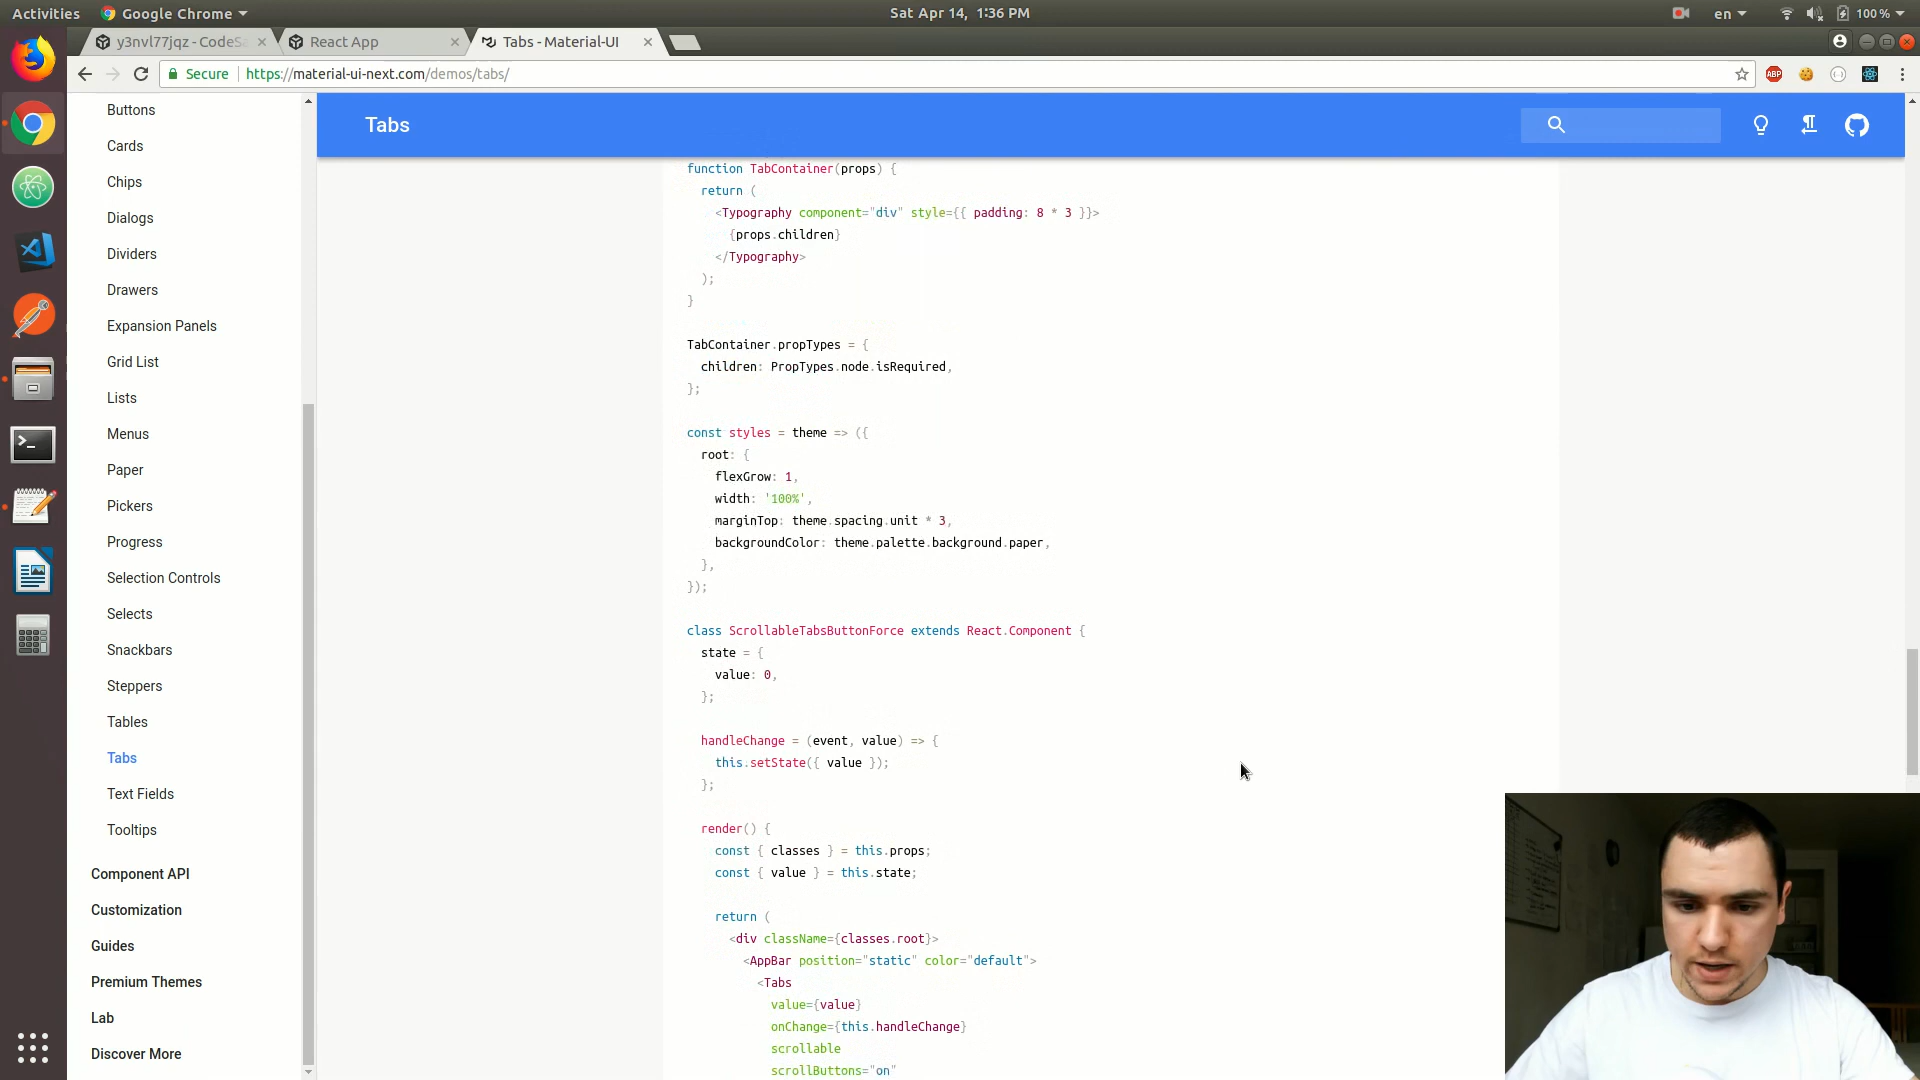 Activities
Google Chrome
Sat Apr 14, 1:36 PM
en
100 %
y3nvl77jqz - CodeSa
React App
Tabs - Material-UI
Secure
https://material-ui-next.com/demos/tabs/
ABP
Buttons
Cards
Chips
Dialogs
Dividers
Drawers
Expansion Panels
Grid List
Lists
Menus
Paper
Pickers
Progress
Selection Controls
Selects
Snackbars
Steppers
Tables
Tabs
Text Fields
Tooltips
Component API
Customization
Guides
Premium Themes
Lab
Discover More
Tabs
function TabContainer(props) {
return (
<Typography component="div" style={{ padding: 8 * 3 }}>
{props.children}
</Typography>
);
}
TabContainer.propTypes = {
children: PropTypes.node.isRequired,
};
const styles = theme => ({
root: {
flexGrow: 1,
width: '100%',
marginTop: theme.spacing.unit * 3,
backgroundColor: theme.palette.background.paper,
},
});
class ScrollableTabsButtonForce extends React.Component {
state = {
value: 0,
};
handleChange = (event, value) => {
this.setState({ value });
};
render() {
const { classes } = this.props;
const { value } = this.state;
return (
<div className={classes.root}>
<AppBar position="static" color="default">
<Tabs
value={value}
onChange={this.handleChange}
scrollable
scrollButtons="on"